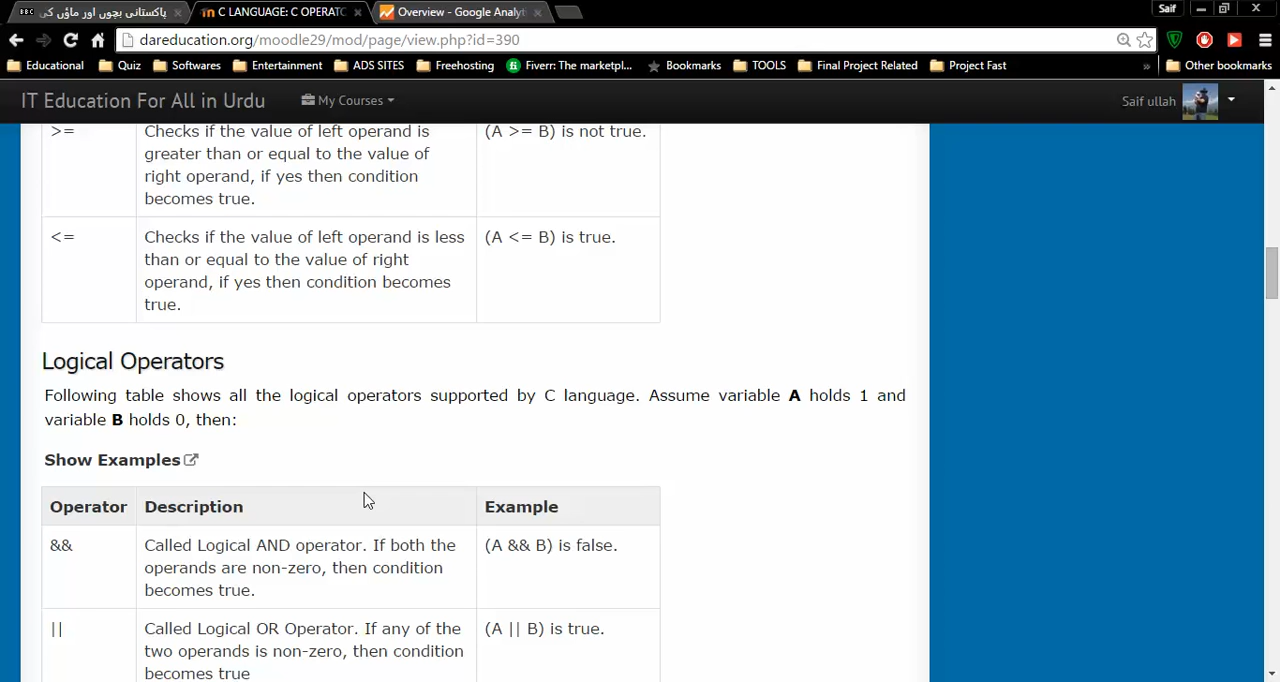 BBC پاکستانی بچوں اور ماؤں کی
C LANGUAGE: C OPERATO
Overview - Google Analyt
Saif
dareducation.org/moodle29/mod/page/view.php?id=390
Educational Quiz Softwares Entertainment ADS SITES Freehosting Fiverr: The marketpl... Bookmarks TOOLS Final Project Related Project Fast » Other bookmarks
IT Education For All in Urdu My Courses Saif ullah
>= Checks if the value of left operand is (A >= B) is not true.
greater than or equal to the value of
right operand, if yes then condition
becomes true.
<= Checks if the value of left operand is less (A <= B) is true.
than or equal to the value of right
operand, if yes then condition becomes
true.
Logical Operators
Following table shows all the logical operators supported by C language. Assume variable A holds 1 and
variable B holds 0, then:
Show Examples
Operator Description Example
&& Called Logical AND operator. If both the (A && B) is false.
operands are non-zero, then condition
becomes true.
|| Called Logical OR Operator. If any of the (A || B) is true.
two operands is non-zero, then condition
becomes true